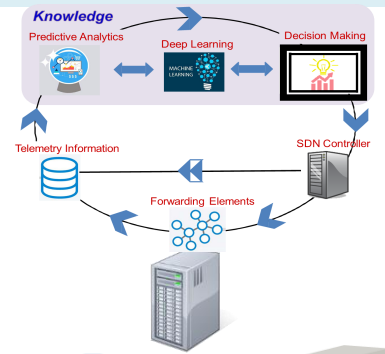 Knowledge
Predictive Analytics
Deep Learning
Decision Making
MACHINE
LEARNING
Telemetry Information
SDN Controller
Forwarding Elements